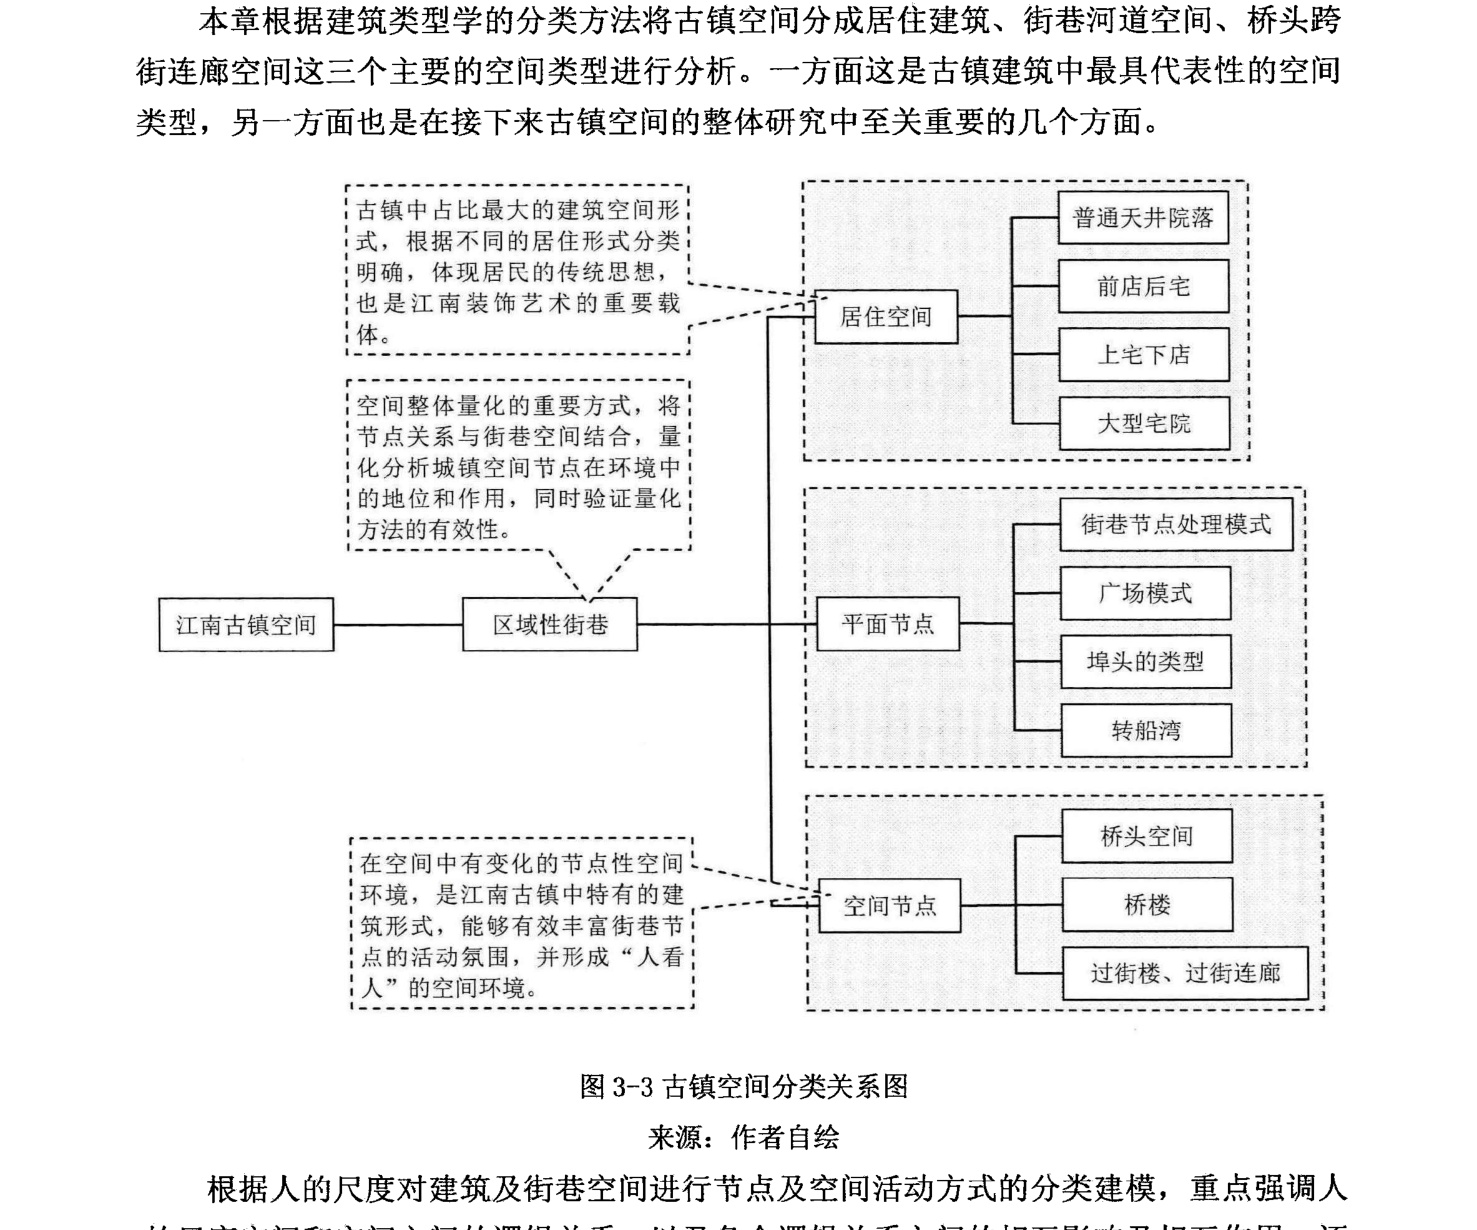 本章根据建筑类型学的分类方法将古镇空间分成居住建筑、街巷河道空间、桥头跨
街连廊空间这三个主要的空间类型进行分析。一方面这是古镇建筑中最具代表性的空间
类型，另一方面也是在接下来古镇空间的整体研究中至关重要的几个方面。
古镇中占比最大的建筑空间形
式，根据不同的居住形式分类
明确，体现居民的传统思想，
也是江南装饰艺术的重要载
体。
空间整体量化的重要方式，将
节点关系与街巷空间结合，量
化分析城镇空间节点在环境中
的地位和作用，同时验证量化
方法的有效性。
江南古镇空间
区域性街巷
居住空间
普通天井院落
前店后宅
上宅下店
大型宅院
平面节点
街巷节点处理模式
广场模式
埠头的类型
转船湾
在空间中有变化的节点性空间
环境，是江南古镇中特有的建
筑形式，能够有效丰富街巷节
点的活动氛围，并形成“人看
人”的空间环境。
空间节点
桥头空间
桥楼
过街楼、过街连廊
图 3-3 古镇空间分类关系图
来源：作者自绘
根据人的尺度对建筑及街巷空间进行节点及空间活动方式的分类建模，重点强调人